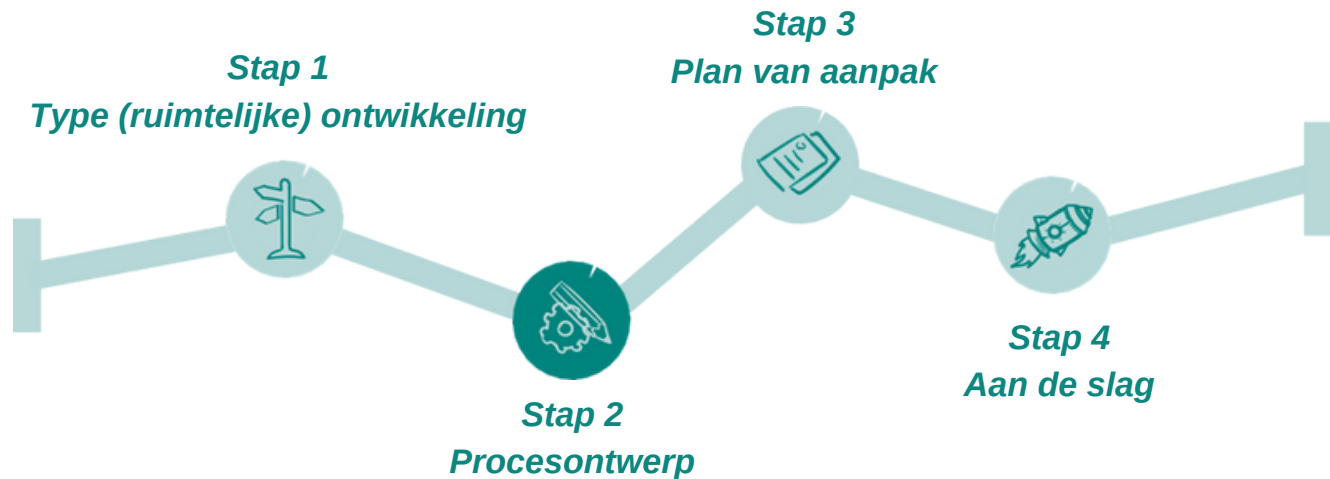 Stap 1
Type (ruimtelijke) ontwikkeling
Stap 2
Procesontwerp
Stap 3
Plan van aanpak
Stap 4
Aan de slag